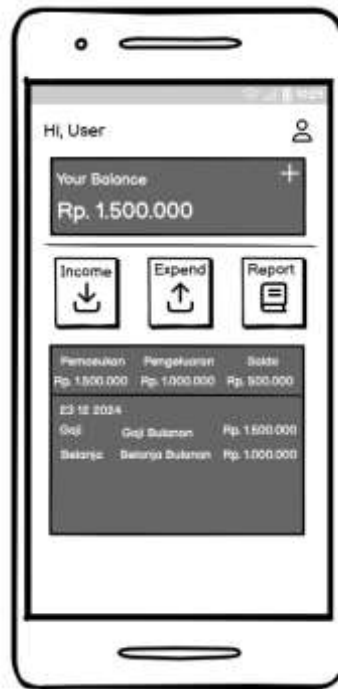 Hi, User
Your Balance
Rp. 1.500.000
Income Expend Report
Pemasukan Pengeluaran Saldo
Rp. 1.500.000 Rp. 1.000.000 Rp. 500.000
23 12 2024
Gaji Gaji Bulanan Rp. 1.500.000
Belanja Belanja Bulanan Rp. 1.000.000